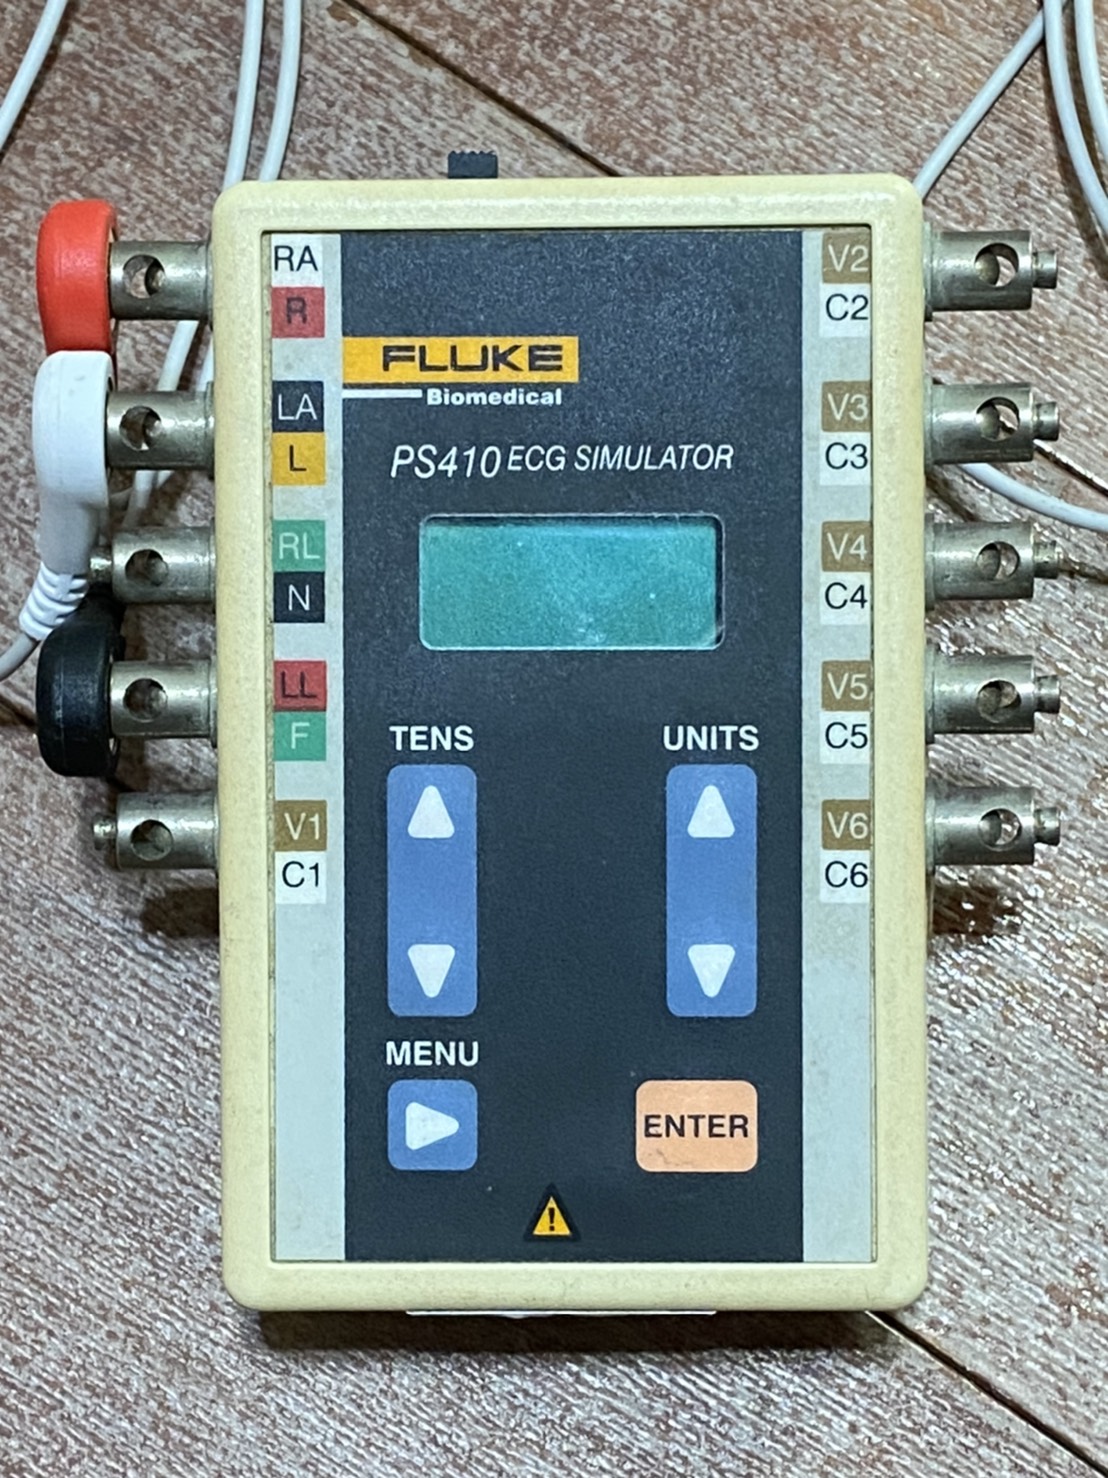 RA
R
LA
L
RL
N
LL
F
V1
C1
FLUKE
Biomedical
PS410 ECG SIMULATOR
TENS
UNITS
MENU
ENTER
V2
C2
V3
C3
V4
C4
V5
C5
V6
C6